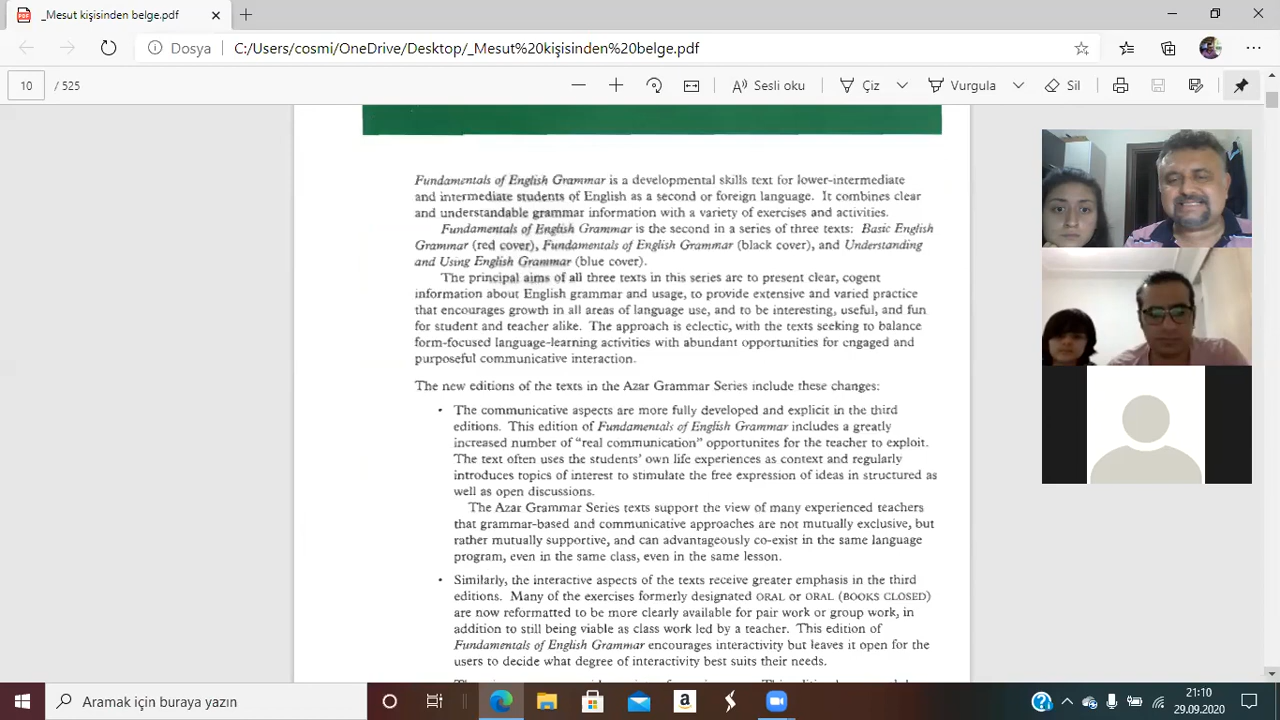 _Mesut kişisinden belge.pdf
Dosya
C:/Users/cosmi/OneDrive/Desktop/_Mesut%20kişisinden%20belge.pdf
10 / 525
Sesli oku
Çiz
Vurgula
Sil
Fundamentals of English Grammar is a developmental skills text for lower-intermediate
and intermediate students of English as a second or foreign language. It combines clear
and understandable grammar information with a variety of exercises and activities.
Fundamentals of English Grammar is the second in a series of three texts: Basic English
Grammar (red cover), Fundamentals of English Grammar (black cover), and Understanding
and Using English Grammar (blue cover).
The principal aims of all three texts in this series are to present clear, cogent
information about English grammar and usage, to provide extensive and varied practice
that encourages growth in all areas of language use, and to be interesting, useful, and fun
for student and teacher alike. The approach is eclectic, with the texts seeking to balance
form-focused language-learning activities with abundant opportunities for engaged and
purposeful communicative interaction.
The new editions of the texts in the Azar Grammar Series include these changes:
• The communicative aspects are more fully developed and explicit in the third
editions. This edition of Fundamentals of English Grammar includes a greatly
increased number of “real communication” opportunites for the teacher to exploit.
The text often uses the students’ own life experiences as context and regularly
introduces topics of interest to stimulate the free expression of ideas in structured as
well as open discussions.
The Azar Grammar Series texts support the view of many experienced teachers
that grammar-based and communicative approaches are not mutually exclusive, but
rather mutually supportive, and can advantageously co-exist in the same language
program, even in the same class, even in the same lesson.
• Similarly, the interactive aspects of the texts receive greater emphasis in the third
editions. Many of the exercises formerly designated ORAL or ORAL (BOOKS CLOSED)
are now reformatted to be more clearly available for pair work or group work, in
addition to still being viable as class work led by a teacher. This edition of
Fundamentals of English Grammar encourages interactivity but leaves it open for the
users to decide what degree of interactivity best suits their needs.
Aramak için buraya yazın
21:10
29.09.2020